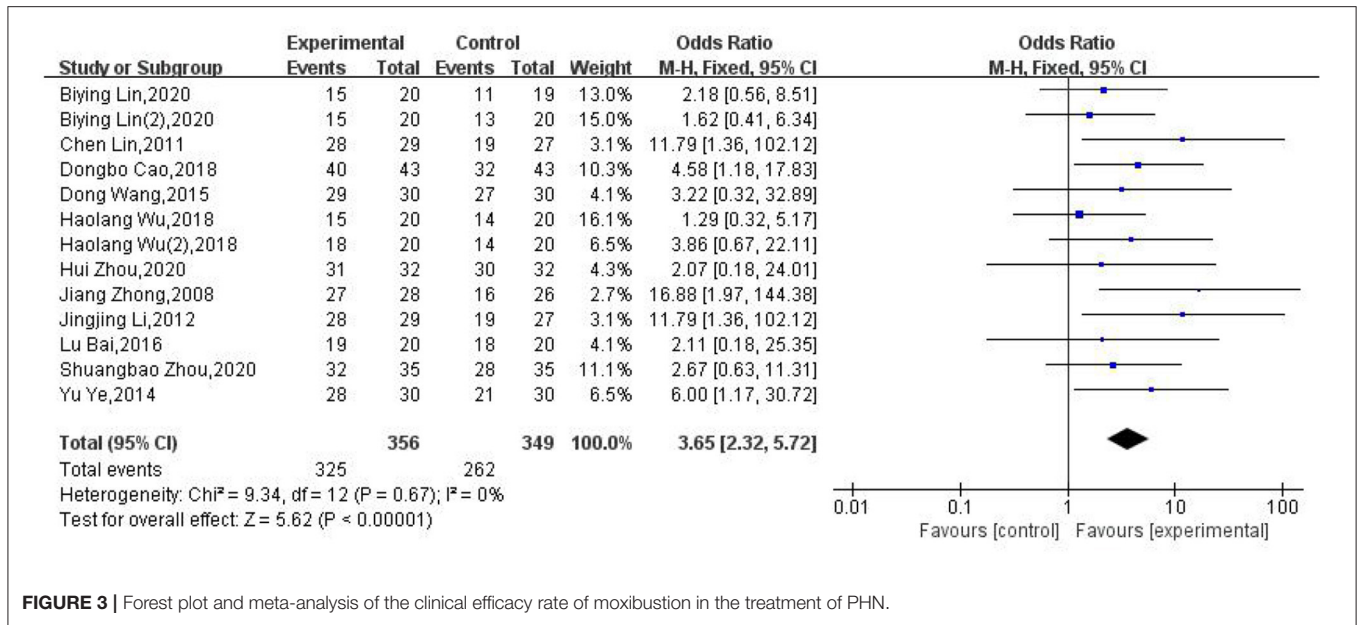 Experimental Control Odds Ratio Odds Ratio
Study or Subgroup Events Total Events Total Weight M-H, Fixed, 95% CI M-H, Fixed, 95% CI
Biying Lin,2020 15 20 11 19 13.0% 2.18 [0.56, 8.51]
Biying Lin(2),2020 15 20 13 20 15.0% 1.62 [0.41, 6.34]
Chen Lin,2011 28 29 19 27 3.1% 11.79 [1.36, 102.12]
Dongbo Cao,2018 40 43 32 43 10.3% 4.58 [1.18, 17.83]
Dong Wang,2015 29 30 27 30 4.1% 3.22 [0.32, 32.89]
Haolang Wu,2018 15 20 14 20 16.1% 1.29 [0.32, 5.17]
Haolang Wu(2),2018 18 20 14 20 6.5% 3.86 [0.67, 22.11]
Hui Zhou,2020 31 32 30 32 4.3% 2.07 [0.18, 24.01]
Jiang Zhong,2008 27 28 16 26 2.7% 16.88 [1.97, 144.38]
Jingjing Li,2012 28 29 19 27 3.1% 11.79 [1.36, 102.12]
Lu Bai,2016 19 20 18 20 4.1% 2.11 [0.18, 25.35]
Shuangbao Zhou,2020 32 35 28 35 11.1% 2.67 [0.63, 11.31]
Yu Ye,2014 28 30 21 30 6.5% 6.00 [1.17, 30.72]
Total (95% CI) 356 349 100.0% 3.65 [2.32, 5.72]
Total events 325 262
Heterogeneity: Chi² = 9.34, df = 12 (P = 0.67); I² = 0%
Test for overall effect: Z = 5.62 (P < 0.00001)
0.01 0.1 1 10 100
Favours [control] Favours [experimental]
FIGURE 3 | Forest plot and meta-analysis of the clinical efficacy rate of moxibustion in the treatment of PHN.